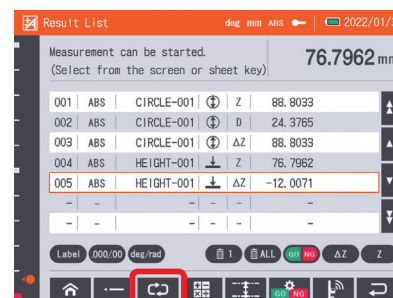 Result List deg mm ABS 2022/01/3
Measurement can be started.
(Select from the screen or sheet key)
76.7962 mm
001 ABS CIRCLE-001 Z 88.8033
002 ABS CIRCLE-001 D 24.3765
003 ABS CIRCLE-001 ΔZ 88.8033
004 ABS HEIGHT-001 Z 76.7962
005 ABS HEIGHT-001 ΔZ -12.0071
- - - - -
- - - - -
Label .000/00 deg/rad 1 ALL GO NG ΔZ Z
GO NG